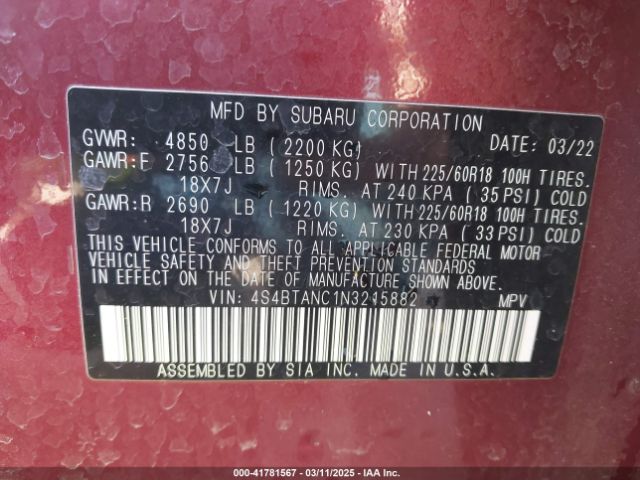 MFD BY SUBARU CORPORATION
GVWR: 4850 LB (2200 KG) DATE: 03/22
GAWR:F 2756 LB (1250 KG) WITH 225/60R18 100H TIRES.
18X7J RIMS. AT 240 KPA (35 PSI) COLD
GAWR:R 2690 LB (1220 KG) WITH 225/60R18 100H TIRES.
18X7J RIMS. AT 230 KPA (33 PSI) COLD
THIS VEHICLE CONFORMS TO ALL APPLICABLE FEDERAL MOTOR
VEHICLE SAFETY AND THEFT PREVENTION STANDARDS
IN EFFECT ON THE DATE OF MANUFACTURE SHOWN ABOVE.
VIN: 4S4BTANC1N3215882 MPV
ASSEMBLED BY SIA INC. MADE IN U.S.A.
000-41781567 - 03/11/2025 - IAA Inc.